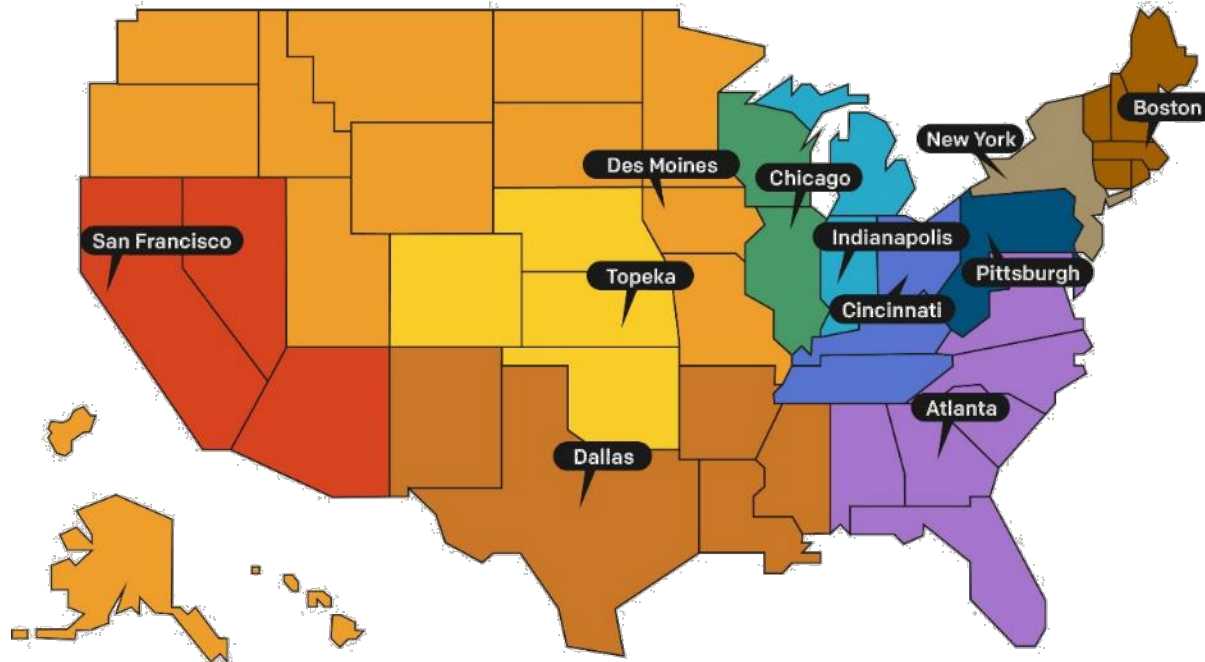 Boston
New York
Des Moines
Chicago
San Francisco
Indianapolis
Topeka
Pittsburgh
Cincinnati
Atlanta
Dallas